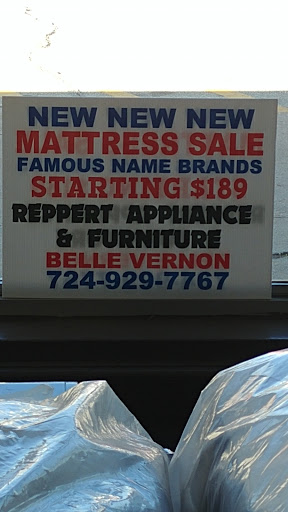 NEW NEW NEW
MATTRESS SALE
FAMOUS NAME BRANDS
STARTING $189
REPPERT APPLIANCE
& FURNITURE
BELLE VERNON
724-929-7767